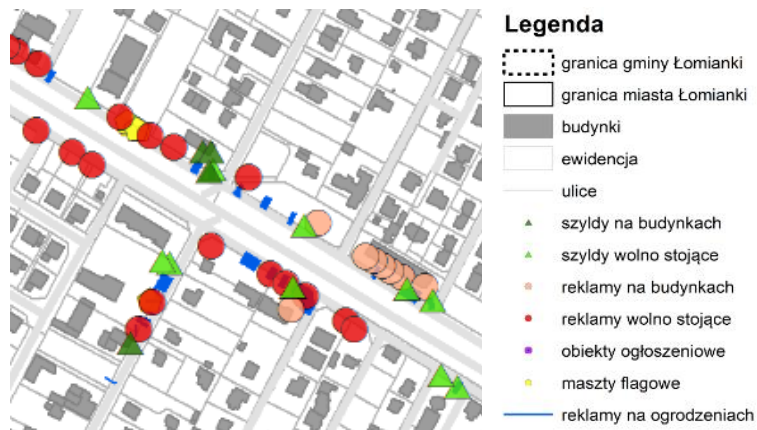 Legenda
granica gminy Łomianki
granica miasta Łomianki
budynki
ewidencja
ulice
szyldy na budynkach
szyldy wolno stojące
reklamy na budynkach
reklamy wolno stojące
obiekty ogłoszeniowe
maszty flagowe
reklamy na ogrodzeniach